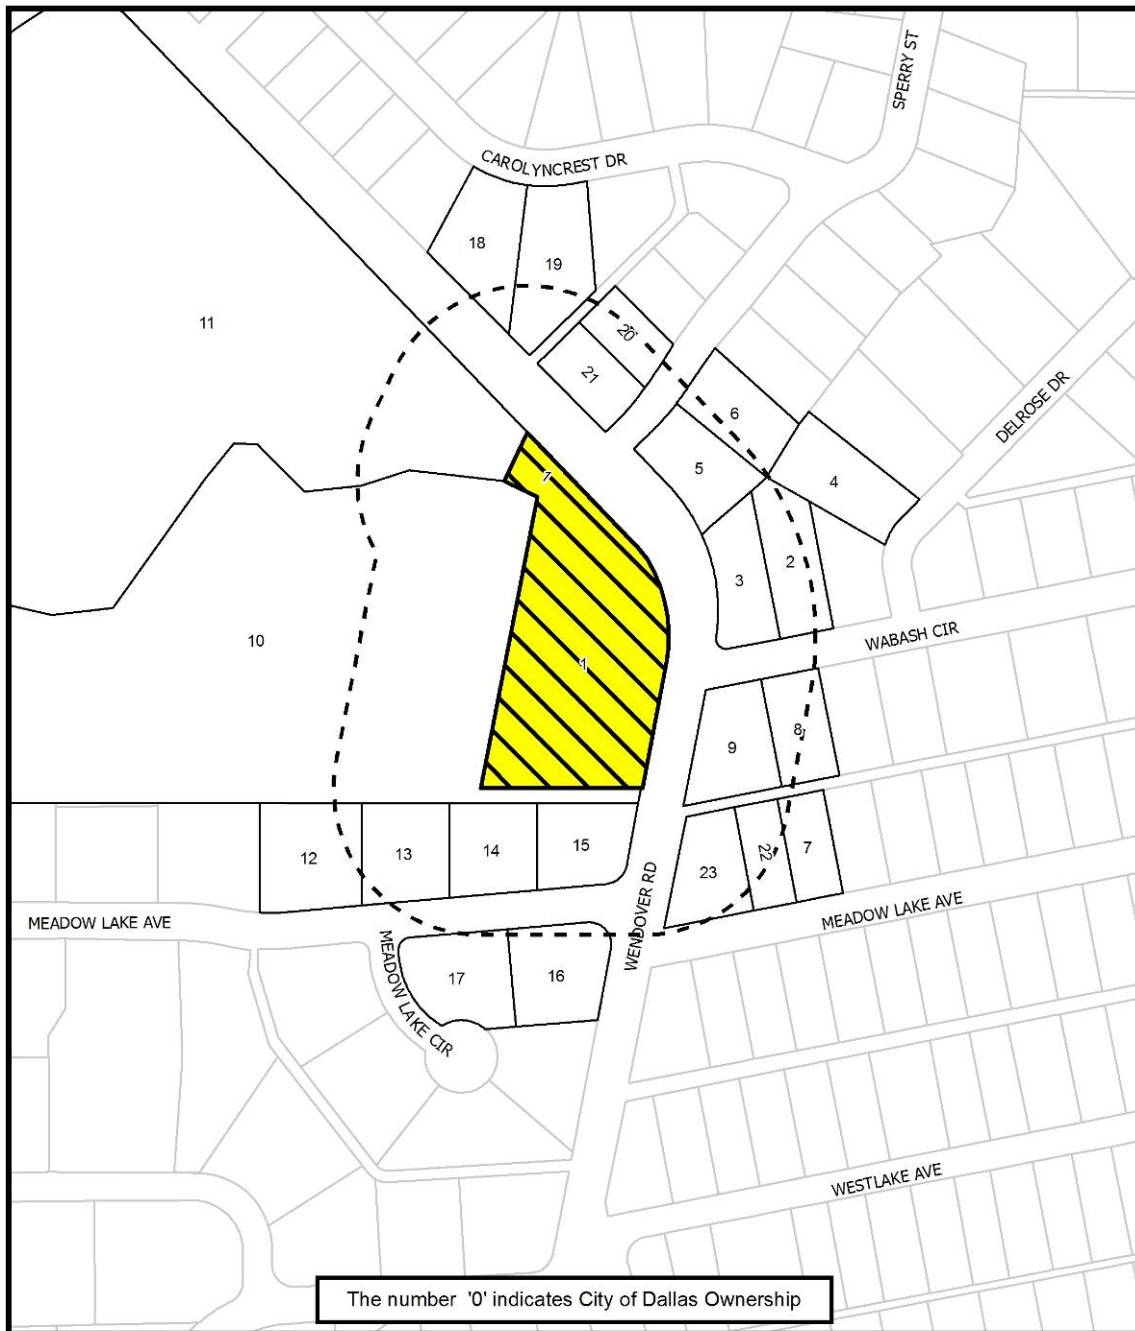 SPERRY ST
CAROLYNCREST DR
18
19
11
20
21
DELROSE DR
6
5
4
1
2
3
10
1
WABASH CIR
8
9
12
13
14
15
22
7
23
WENDOVER RD
MEADOW LAKE AVE
MEADOW LAKE AVE
MEADOW LAKE CIR
17
16
WESTLAKE AVE
The number '0' indicates City of Dallas Ownership